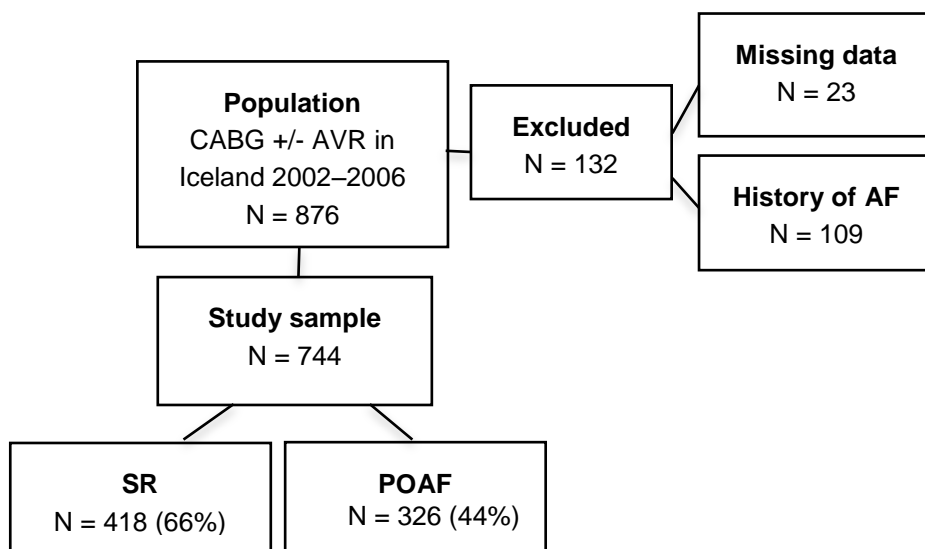 Population
CABG +/- AVR in
Iceland 2002–2006
N = 876
Excluded
N = 132
Missing data
N = 23
History of AF
N = 109
Study sample
N = 744
SR
N = 418 (66%)
POAF
N = 326 (44%)